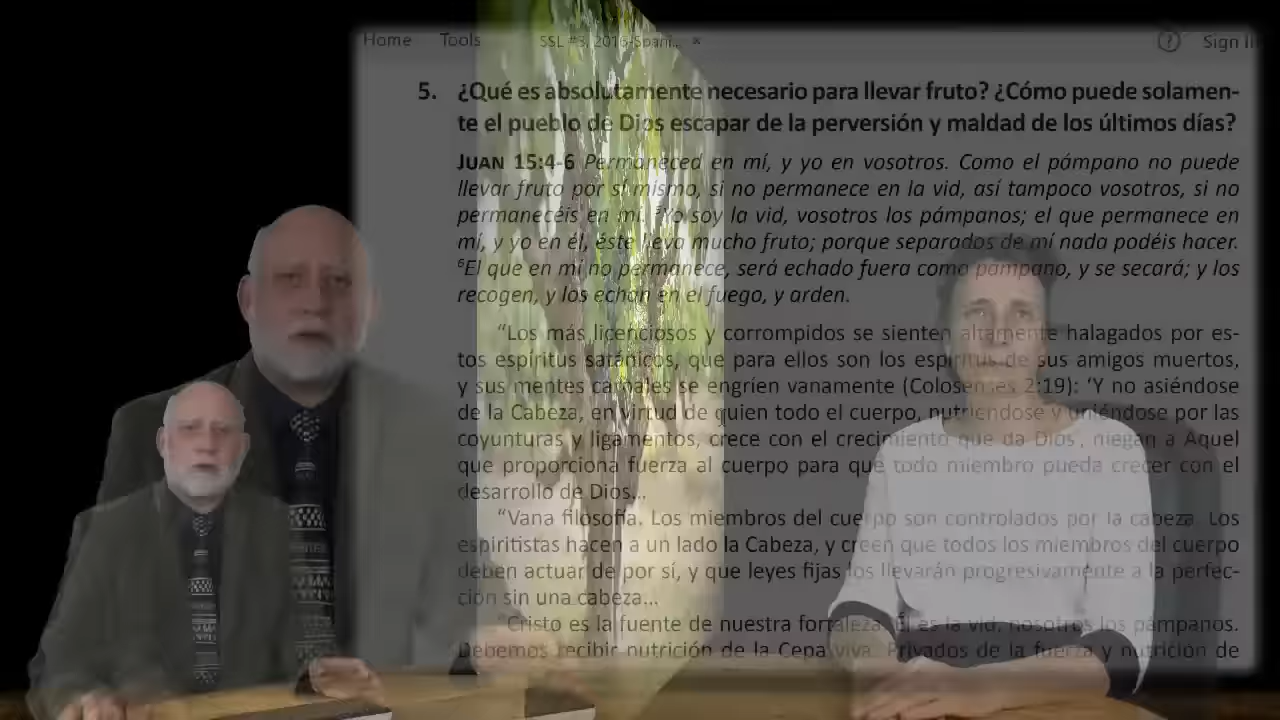 Home Tools SSL #3, 2016-Spani... × ? Sign I
5. ¿Qué es absolutamente necesario para llevar fruto? ¿Cómo puede solamen-
te el pueblo de Dios escapar de la perversión y maldad de los últimos días?
JUAN 15:4-6 Permaneced en mí, y yo en vosotros. Como el pámpano no puede
llevar fruto por sí mismo, si no permanece en la vid, así tampoco vosotros, si no
permanecéis en mí. ⁵Yo soy la vid, vosotros los pámpanos; el que permanece en
mí, y yo en él, éste lleva mucho fruto; porque separados de mí nada podéis hacer.
⁶El que en mí no permanece, será echado fuera como pámpano, y se secará; y los
recogen, y los echan en el fuego, y arden.
“Los más licenciosos y corrompidos se sienten altamente halagados por es-
tos espíritus satánicos, que para ellos son los espíritus de sus amigos muertos,
y sus mentes carnales se engríen vanamente (Colosenses 2:19): ‘Y no asiéndose
de la Cabeza, en virtud de quien todo el cuerpo, nutriéndose y uniéndose por las
coyunturas y ligamentos, crece con el crecimiento que da Dios’, niegan a Aquel
que proporciona fuerza al cuerpo para que todo miembro pueda crecer con el
desarrollo de Dios...
“Vana filosofía. Los miembros del cuerpo son controlados por la cabeza. Los
espiritistas hacen a un lado la Cabeza, y creen que todos los miembros del cuerpo
deben actuar de por sí, y que leyes fijas los llevarán progresivamente a la perfec-
ción sin una cabeza...
“Cristo es la fuente de nuestra fortaleza. Él es la vid, nosotros los pámpanos.
Debemos recibir nutrición de la Cepa viva. Privados de la fuerza y nutrición de